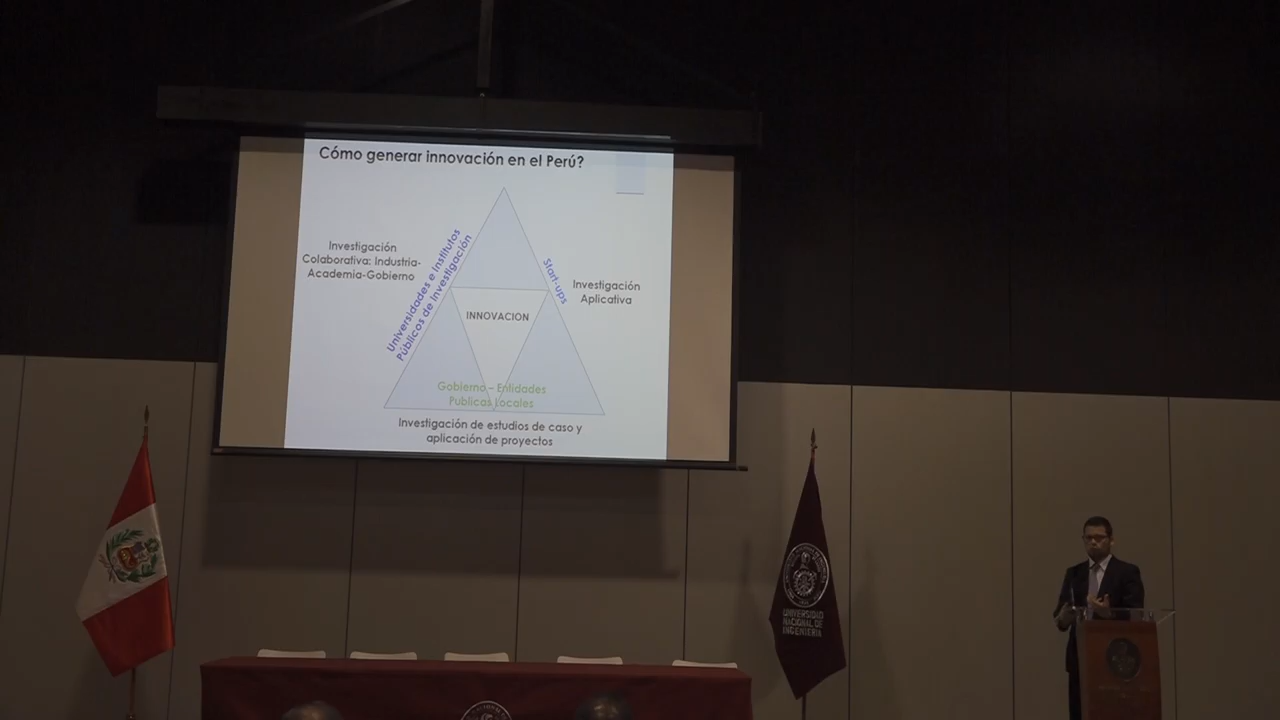 Cómo generar innovación en el Perú?
Investigación
Colaborativa: Industria-
Academia-Gobierno
Universidades e Institutos
Públicos de Investigación
Start-ups
Investigación
Aplicativa
INNOVACION
Gobierno – Entidades
Publicas Locales
Investigación de estudios de caso y
aplicación de proyectos
UNIVERSIDAD
NACIONAL DE
INGENIERIA